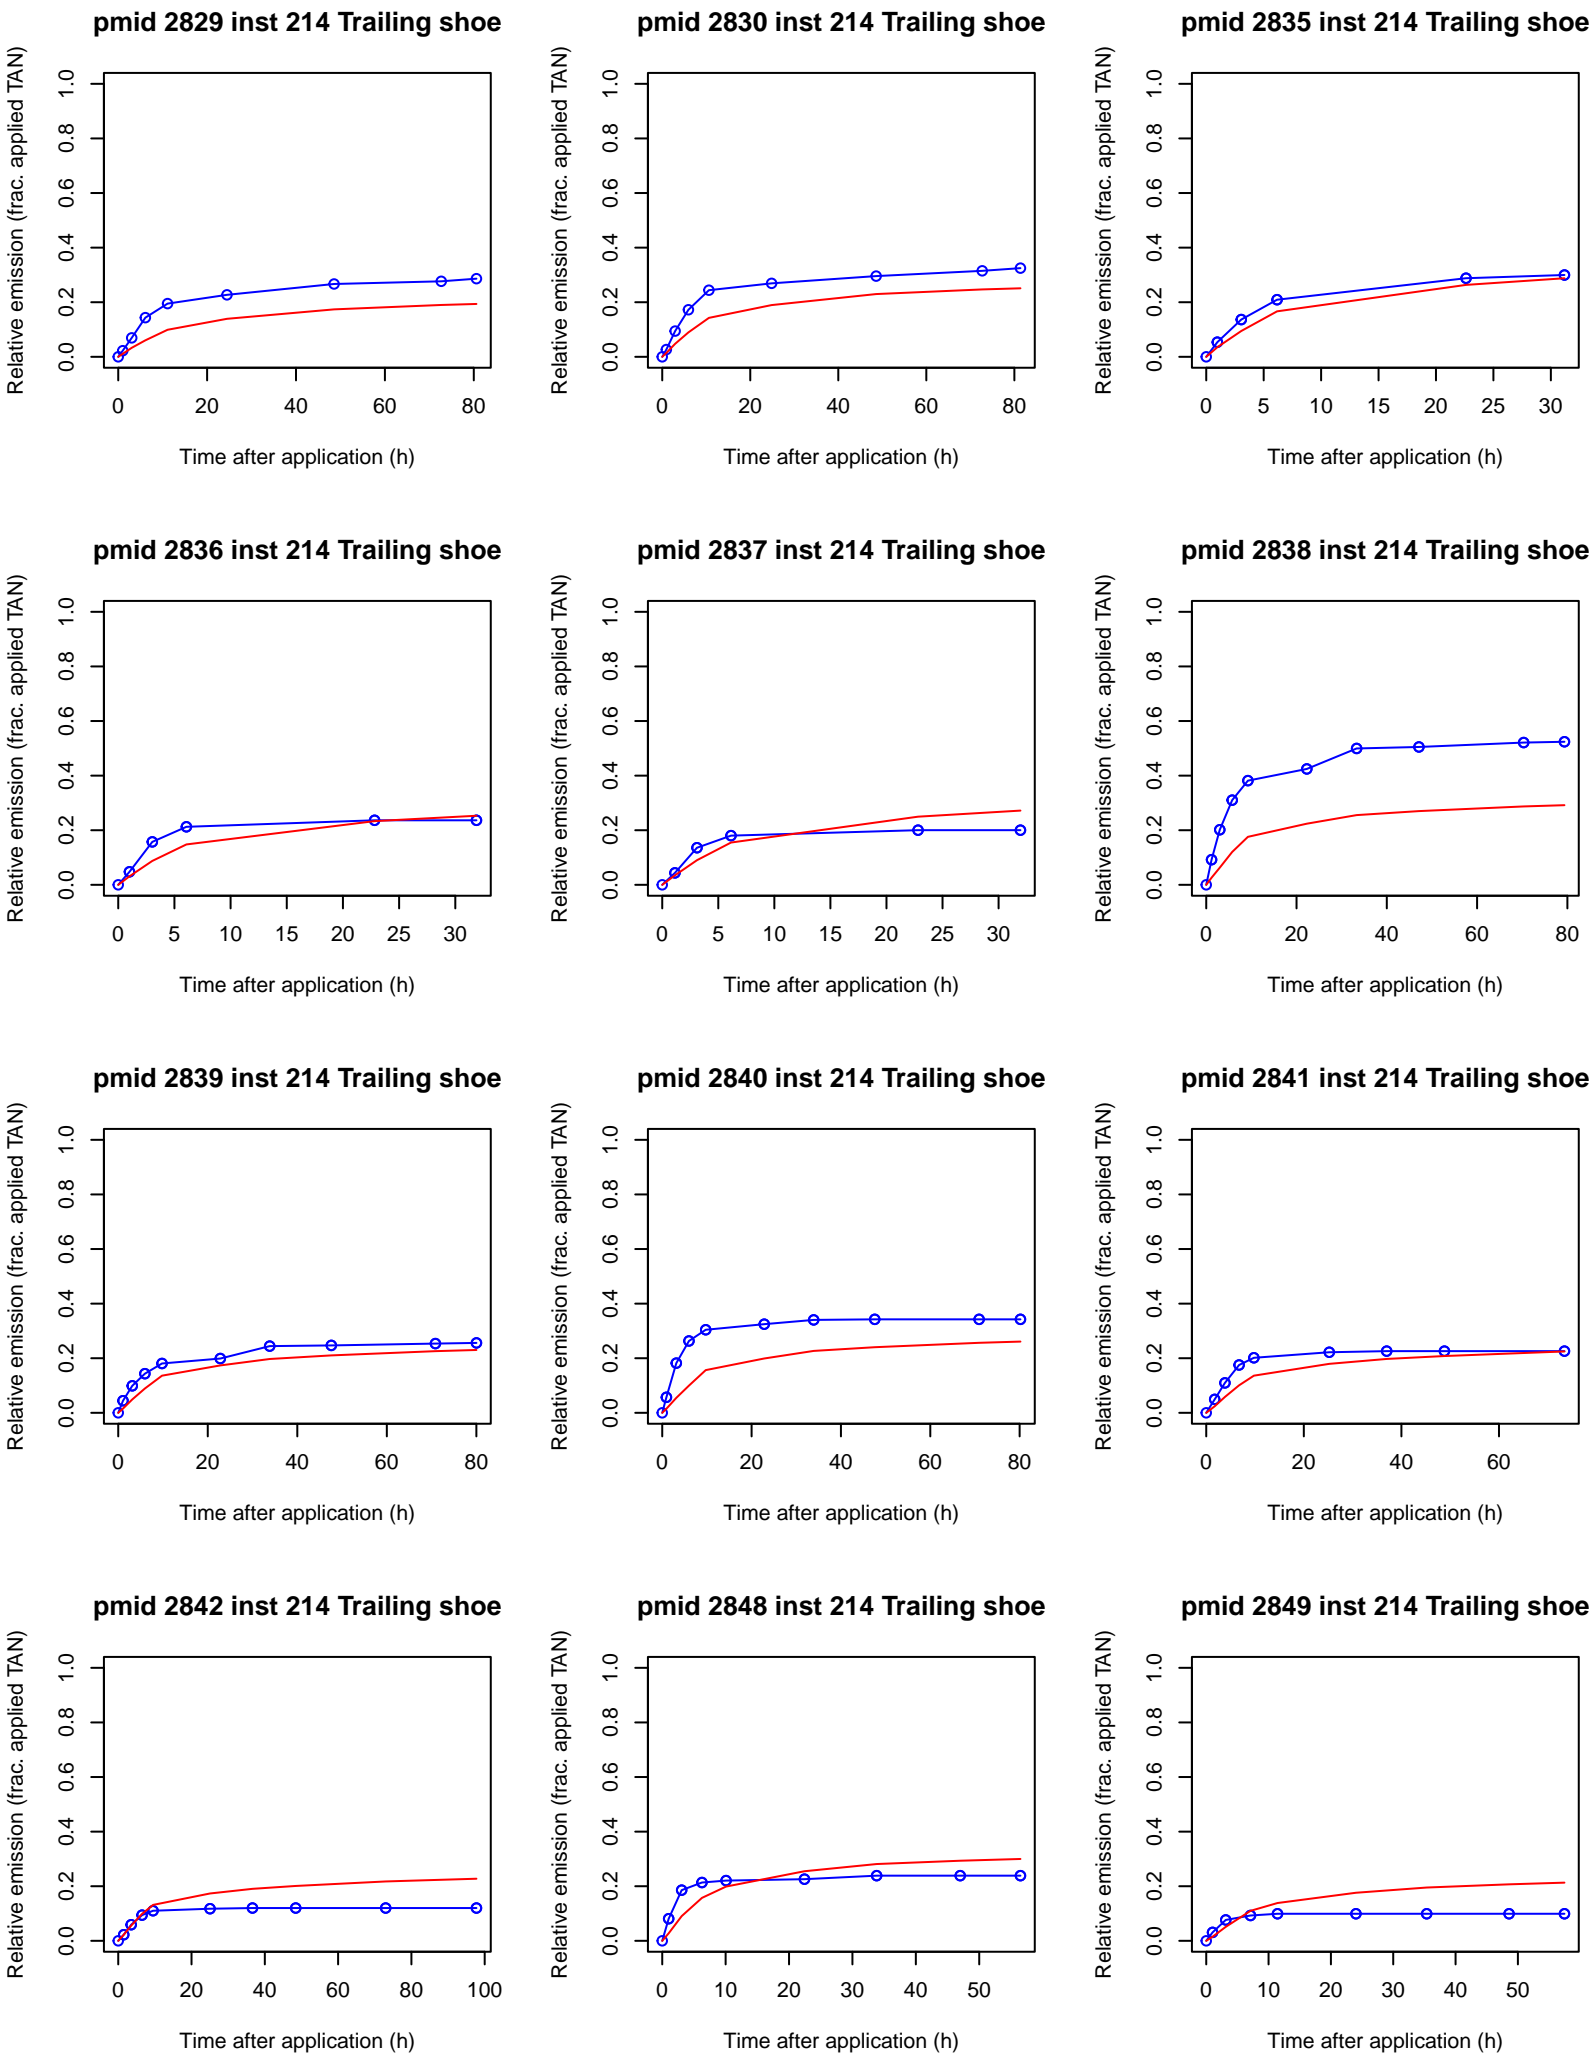 pmid 2829 inst 214 Trailing shoe
Relative emission (frac. applied TAN)
0.0 0.2 0.4 0.6 0.8 1.0
0 20 40 60 80
Time after application (h)
pmid 2830 inst 214 Trailing shoe
Relative emission (frac. applied TAN)
0.0 0.2 0.4 0.6 0.8 1.0
0 20 40 60 80
Time after application (h)
pmid 2835 inst 214 Trailing shoe
Relative emission (frac. applied TAN)
0.0 0.2 0.4 0.6 0.8 1.0
0 5 10 15 20 25 30
Time after application (h)
pmid 2836 inst 214 Trailing shoe
Relative emission (frac. applied TAN)
0.0 0.2 0.4 0.6 0.8 1.0
0 5 10 15 20 25 30
Time after application (h)
pmid 2837 inst 214 Trailing shoe
Relative emission (frac. applied TAN)
0.0 0.2 0.4 0.6 0.8 1.0
0 5 10 15 20 25 30
Time after application (h)
pmid 2838 inst 214 Trailing shoe
Relative emission (frac. applied TAN)
0.0 0.2 0.4 0.6 0.8 1.0
0 20 40 60 80
Time after application (h)
pmid 2839 inst 214 Trailing shoe
Relative emission (frac. applied TAN)
0.0 0.2 0.4 0.6 0.8 1.0
0 20 40 60 80
Time after application (h)
pmid 2840 inst 214 Trailing shoe
Relative emission (frac. applied TAN)
0.0 0.2 0.4 0.6 0.8 1.0
0 20 40 60 80
Time after application (h)
pmid 2841 inst 214 Trailing shoe
Relative emission (frac. applied TAN)
0.0 0.2 0.4 0.6 0.8 1.0
0 20 40 60
Time after application (h)
pmid 2842 inst 214 Trailing shoe
Relative emission (frac. applied TAN)
0.0 0.2 0.4 0.6 0.8 1.0
0 20 40 60 80 100
Time after application (h)
pmid 2848 inst 214 Trailing shoe
Relative emission (frac. applied TAN)
0.0 0.2 0.4 0.6 0.8 1.0
0 10 20 30 40 50
Time after application (h)
pmid 2849 inst 214 Trailing shoe
Relative emission (frac. applied TAN)
0.0 0.2 0.4 0.6 0.8 1.0
0 10 20 30 40 50
Time after application (h)